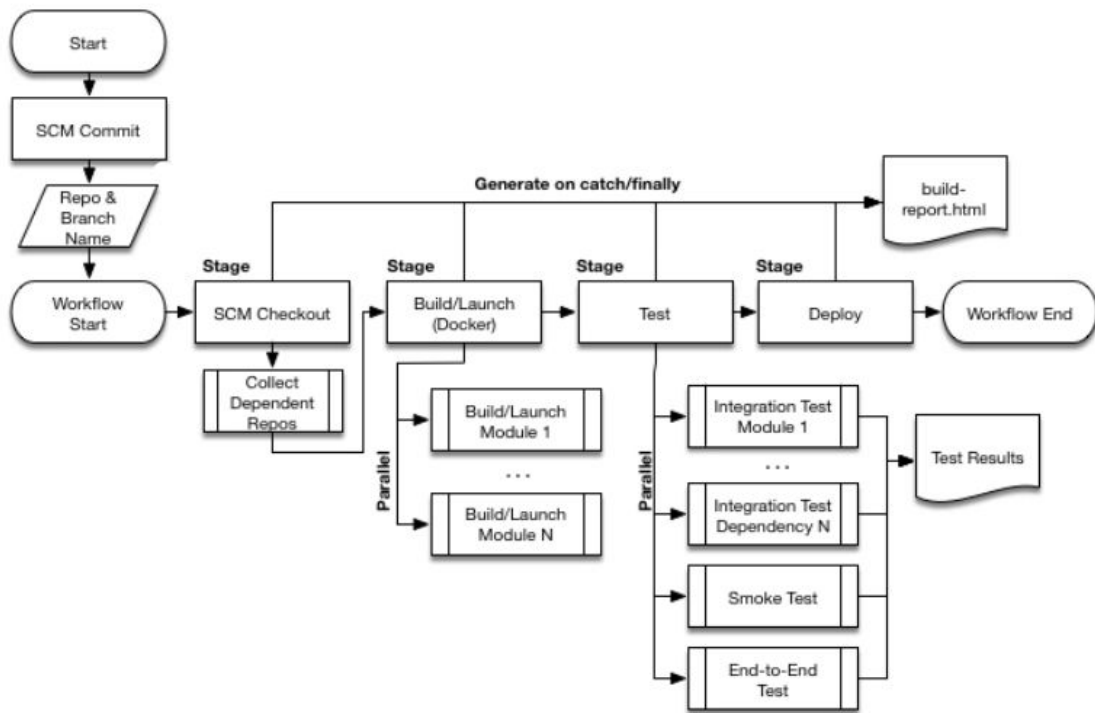 Start
SCM Commit
Repo &
Branch
Name
Workflow
Start
Generate on catch/finally
build-
report.html
Stage
SCM Checkout
Collect
Dependent
Repos
Stage
Build/Launch
(Docker)
Parallel
Build/Launch
Module 1
...
Build/Launch
Module N
Stage
Test
Parallel
Integration Test
Module 1
...
Integration Test
Dependency N
Smoke Test
End-to-End
Test
Test Results
Stage
Deploy
Workflow End